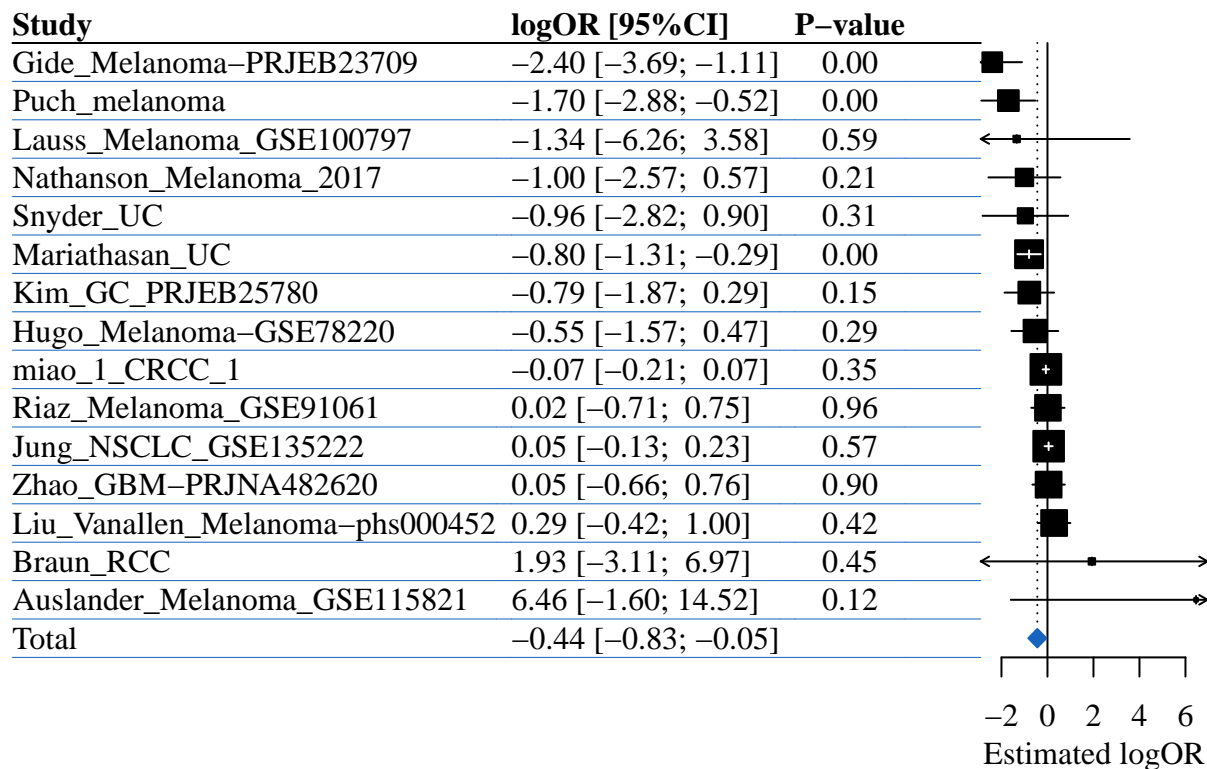 Study logOR [95%CI] P−value
Gide_Melanoma−PRJEB23709 −2.40 [−3.69; −1.11] 0.00
Puch_melanoma −1.70 [−2.88; −0.52] 0.00
Lauss_Melanoma_GSE100797 −1.34 [−6.26; 3.58] 0.59
Nathanson_Melanoma_2017 −1.00 [−2.57; 0.57] 0.21
Snyder_UC −0.96 [−2.82; 0.90] 0.31
Mariathasan_UC −0.80 [−1.31; −0.29] 0.00
Kim_GC_PRJEB25780 −0.79 [−1.87; 0.29] 0.15
Hugo_Melanoma−GSE78220 −0.55 [−1.57; 0.47] 0.29
miao_1_CRCC_1 −0.07 [−0.21; 0.07] 0.35
Riaz_Melanoma_GSE91061 0.02 [−0.71; 0.75] 0.96
Jung_NSCLC_GSE135222 0.05 [−0.13; 0.23] 0.57
Zhao_GBM−PRJNA482620 0.05 [−0.66; 0.76] 0.90
Liu_Vanallen_Melanoma−phs000452 0.29 [−0.42; 1.00] 0.42
Braun_RCC 1.93 [−3.11; 6.97] 0.45
Auslander_Melanoma_GSE115821 6.46 [−1.60; 14.52] 0.12
Total −0.44 [−0.83; −0.05]
−2 0 2 4 6
Estimated logOR